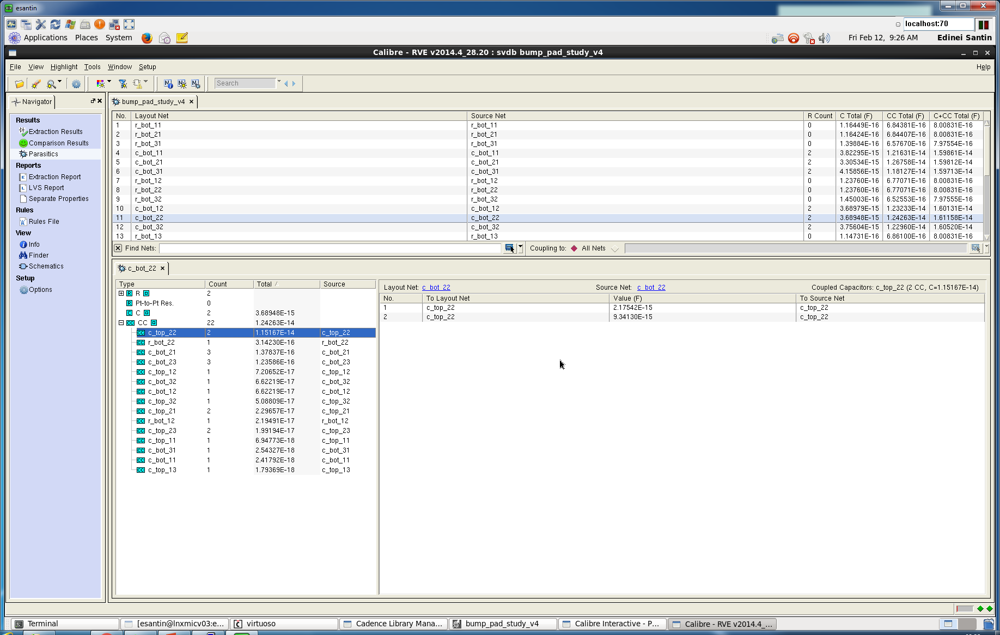 esantin
localhost:70
Applications Places System
Fri Feb 12, 9:26 AM Edinei Santin
Calibre - RVE v2014.4_28.20 : svdb bump_pad_study_v4
File View Highlight Tools Window Setup Help
Search
Navigator
bump_pad_study_v4
Results
Extraction Results
Comparison Results
Parasitics
Reports
Extraction Report
LVS Report
Separate Properties
Rules
Rules File
View
Info
Finder
Schematics
Setup
Options
No. Layout Net Source Net R Count C Total (F) CC Total (F) C+CC Total (F)
1 r_bot_11 r_bot_11 0 1.16449E-16 6.84381E-16 8.00831E-16
2 r_bot_21 r_bot_21 0 1.16424E-16 6.84407E-16 8.00831E-16
3 r_bot_31 r_bot_31 0 1.39884E-16 6.57670E-16 7.97554E-16
4 c_bot_11 c_bot_11 2 3.82295E-15 1.21631E-14 1.59861E-14
5 c_bot_21 c_bot_21 2 3.30534E-15 1.26758E-14 1.59812E-14
6 c_bot_31 c_bot_31 2 4.15856E-15 1.18127E-14 1.59713E-14
7 r_bot_12 r_bot_12 0 1.23760E-16 6.77071E-16 8.00831E-16
8 r_bot_22 r_bot_22 0 1.23760E-16 6.77071E-16 8.00831E-16
9 r_bot_32 r_bot_32 0 1.45003E-16 6.52553E-16 7.97555E-16
10 c_bot_12 c_bot_12 2 3.68979E-15 1.23233E-14 1.60131E-14
11 c_bot_22 c_bot_22 2 3.68948E-15 1.24263E-14 1.61158E-14
12 c_bot_32 c_bot_32 2 3.75604E-15 1.22960E-14 1.60520E-14
13 r_bot_13 r_bot_13 0 1.14731E-16 6.86100E-16 8.00831E-16
Find Nets: Coupling to: All Nets
c_bot_22
Type Count Total Source
R R 2
R Pt-to-Pt Res. 0
C C 2 3.68948E-15
CC CC 22 1.24263E-14
CC c_top_22 2 1.15167E-14 c_top_22
CC r_bot_22 1 3.14230E-16 r_bot_22
CC c_bot_21 3 1.37837E-16 c_bot_21
CC c_bot_23 3 1.23586E-16 c_bot_23
CC c_top_12 1 7.20652E-17 c_top_12
CC c_bot_32 1 6.62219E-17 c_bot_32
CC c_bot_12 1 6.62219E-17 c_bot_12
CC c_top_32 1 5.08809E-17 c_top_32
CC c_top_21 2 2.29657E-17 c_top_21
CC r_bot_12 1 2.19491E-17 r_bot_12
CC c_top_23 2 1.99194E-17 c_top_23
CC c_top_11 1 6.94773E-18 c_top_11
CC c_bot_31 1 2.54327E-18 c_bot_31
CC c_bot_11 1 2.41792E-18 c_bot_11
CC c_top_13 1 1.79369E-18 c_top_13
Layout Net: c_bot_22 Source Net: c_bot_22 Coupled Capacitors: c_top_22 (2 CC, C=1.15167E-14)
No. To Layout Net Value (F) To Source Net
1 c_top_22 2.17542E-15 c_top_22
2 c_top_22 9.34130E-15 c_top_22
Terminal
[esantin@lnxmicv03:e...
virtuoso
Cadence Library Mana...
bump_pad_study_v4
Calibre Interactive - P...
Calibre - RVE v2014.4_...